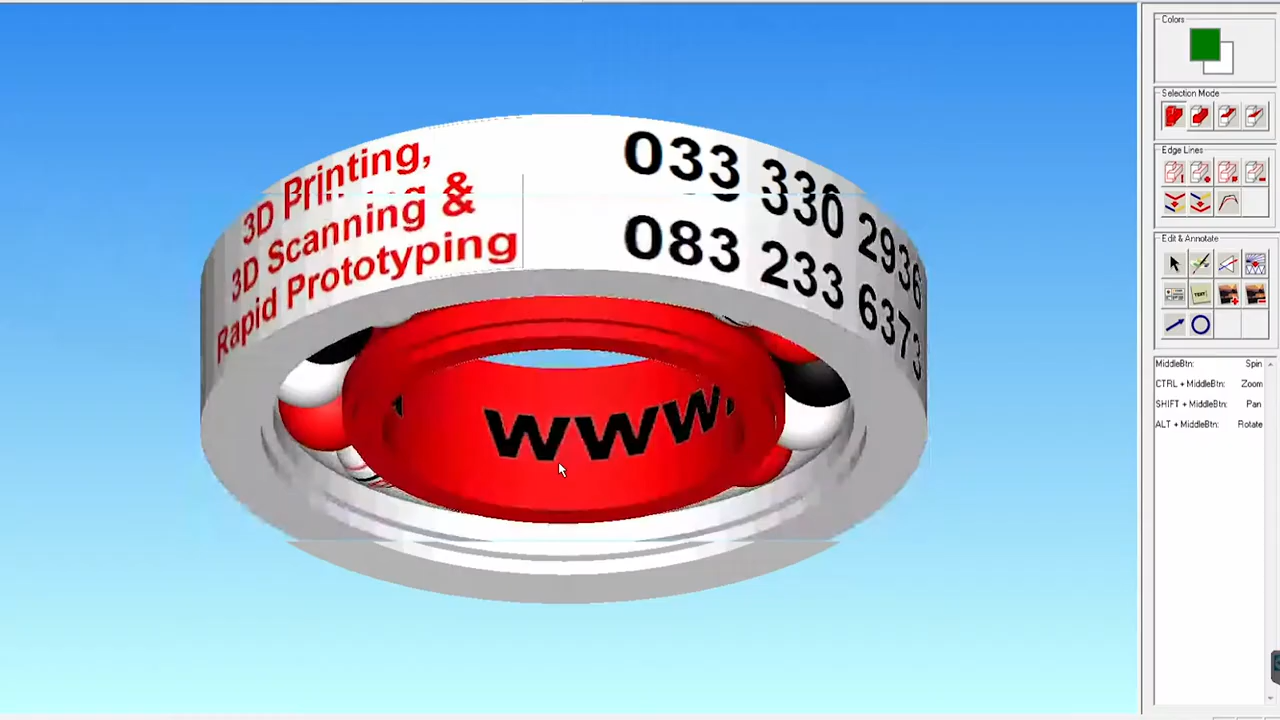 3D Printing,
3D Scanning &
Rapid Prototyping
033 330 2936
083 233 6373
www.
Colors
Selection Mode
Edge Lines
Edit & Annotate
TEXT
MiddleBtn: Spin
CTRL + MiddleBtn: Zoom
SHIFT + MiddleBtn: Pan
ALT + MiddleBtn: Rotate